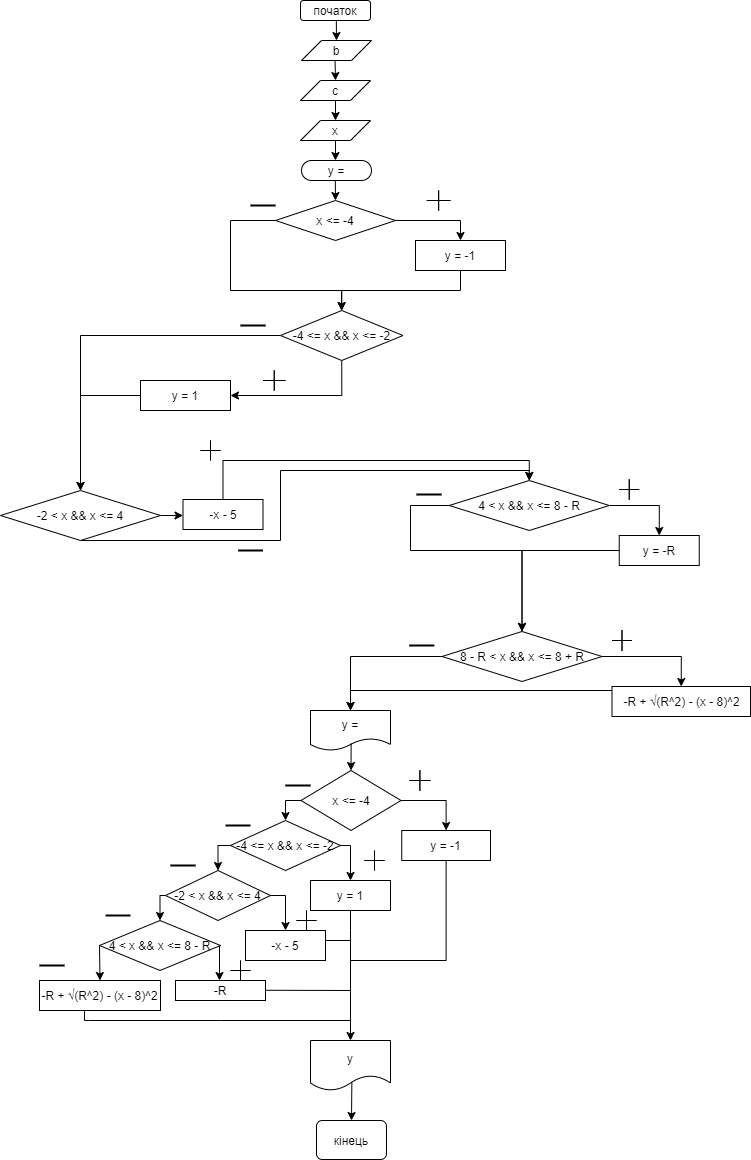 початок
b
c
x
y =
x <= -4
y = -1
-4 <= x && x <= -2
y = 1
-2 < x && x <= 4
-x - 5
4 < x && x <= 8 - R
y = -R
8 - R < x && x <= 8 + R
-R + √(R^2) - (x - 8)^2
y =
x <= -4
y = -1
-4 <= x && x <= -2
y = 1
-2 < x && x <= 4
-x - 5
4 < x && x <= 8 - R
-R
-R + √(R^2) - (x - 8)^2
y
кінець